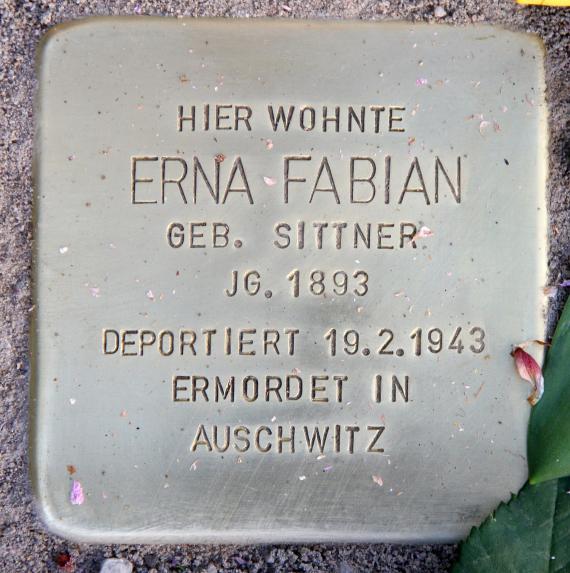 HIER WOHNTE
ERNA FABIAN
GEB. SITTNER
JG. 1893
DEPORTIERT 19.2.1943
ERMORDET IN
AUSCHWITZ